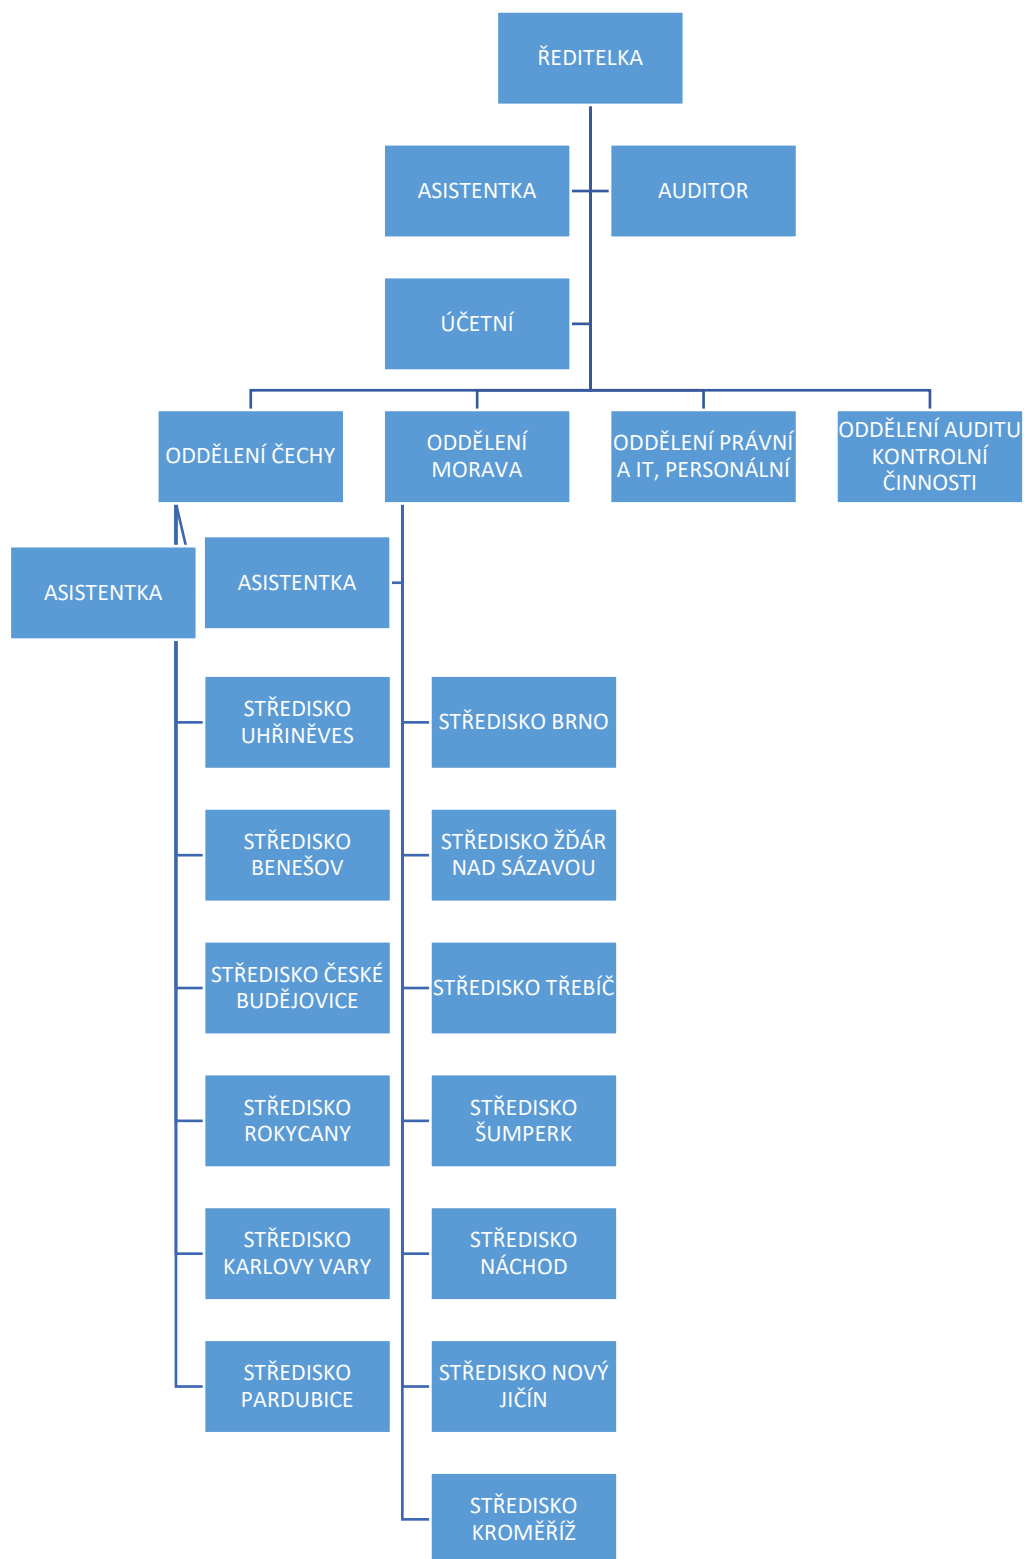 ŘEDITELKA
ASISTENTKA
AUDITOR
ÚČETNÍ
ODDĚLENÍ ČECHY
ODDĚLENÍ
MORAVA
ODDĚLENÍ PRÁVNÍ
A IT, PERSONÁLNÍ
ODDĚLENÍ AUDITU
KONTROLNÍ
ČINNOSTI
ASISTENTKA
ASISTENTKA
STŘEDISKO
UHŘINĚVES
STŘEDISKO BRNO
STŘEDISKO
BENEŠOV
STŘEDISKO ŽĎÁR
NAD SÁZAVOU
STŘEDISKO ČESKÉ
BUDĚJOVICE
STŘEDISKO TŘEBÍČ
STŘEDISKO
ROKYCANY
STŘEDISKO
ŠUMPERK
STŘEDISKO
KARLOVY VARY
STŘEDISKO
NÁCHOD
STŘEDISKO
PARDUBICE
STŘEDISKO NOVÝ
JIČÍN
STŘEDISKO
KROMĚŘÍŽ